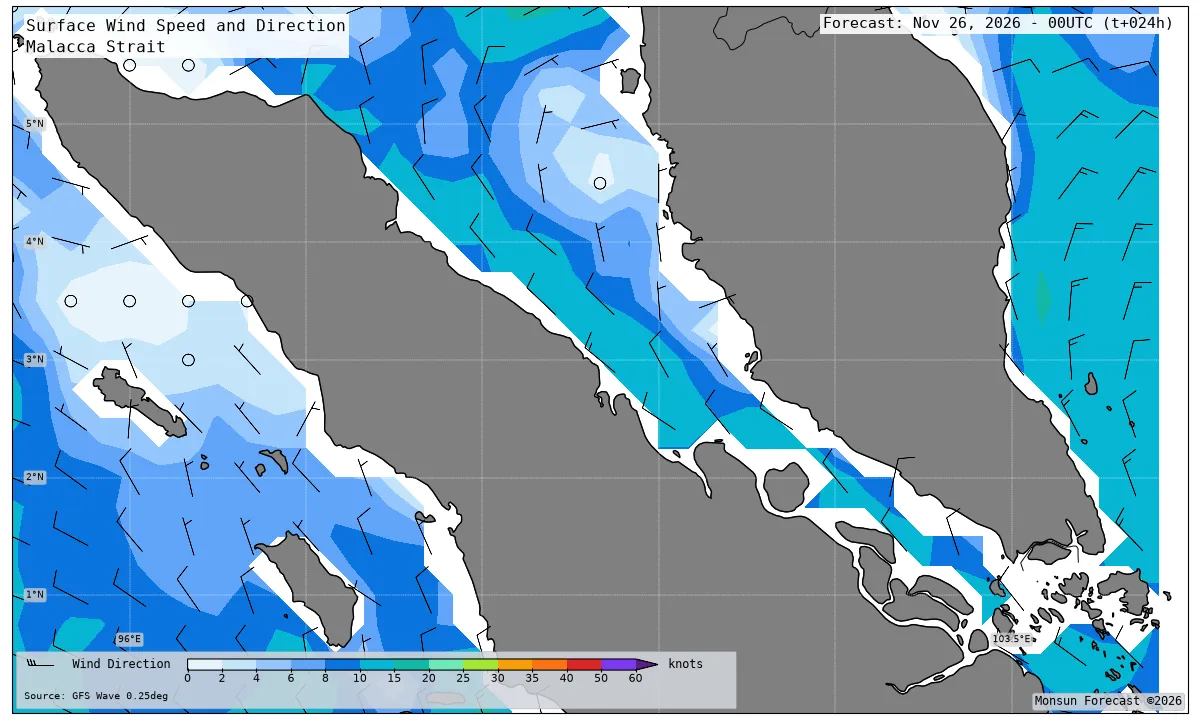 Surface Wind Speed and Direction
Malacca Strait
Forecast: Nov 26, 2026 - 00UTC (t+024h)
5°N
4°N
3°N
2°N
1°N
96°E
103.5°E
Wind Direction
0 2 4 6 8 10 15 20 25 30 35 40 50 60
knots
Source: GFS Wave 0.25deg
Monsun Forecast ©2026